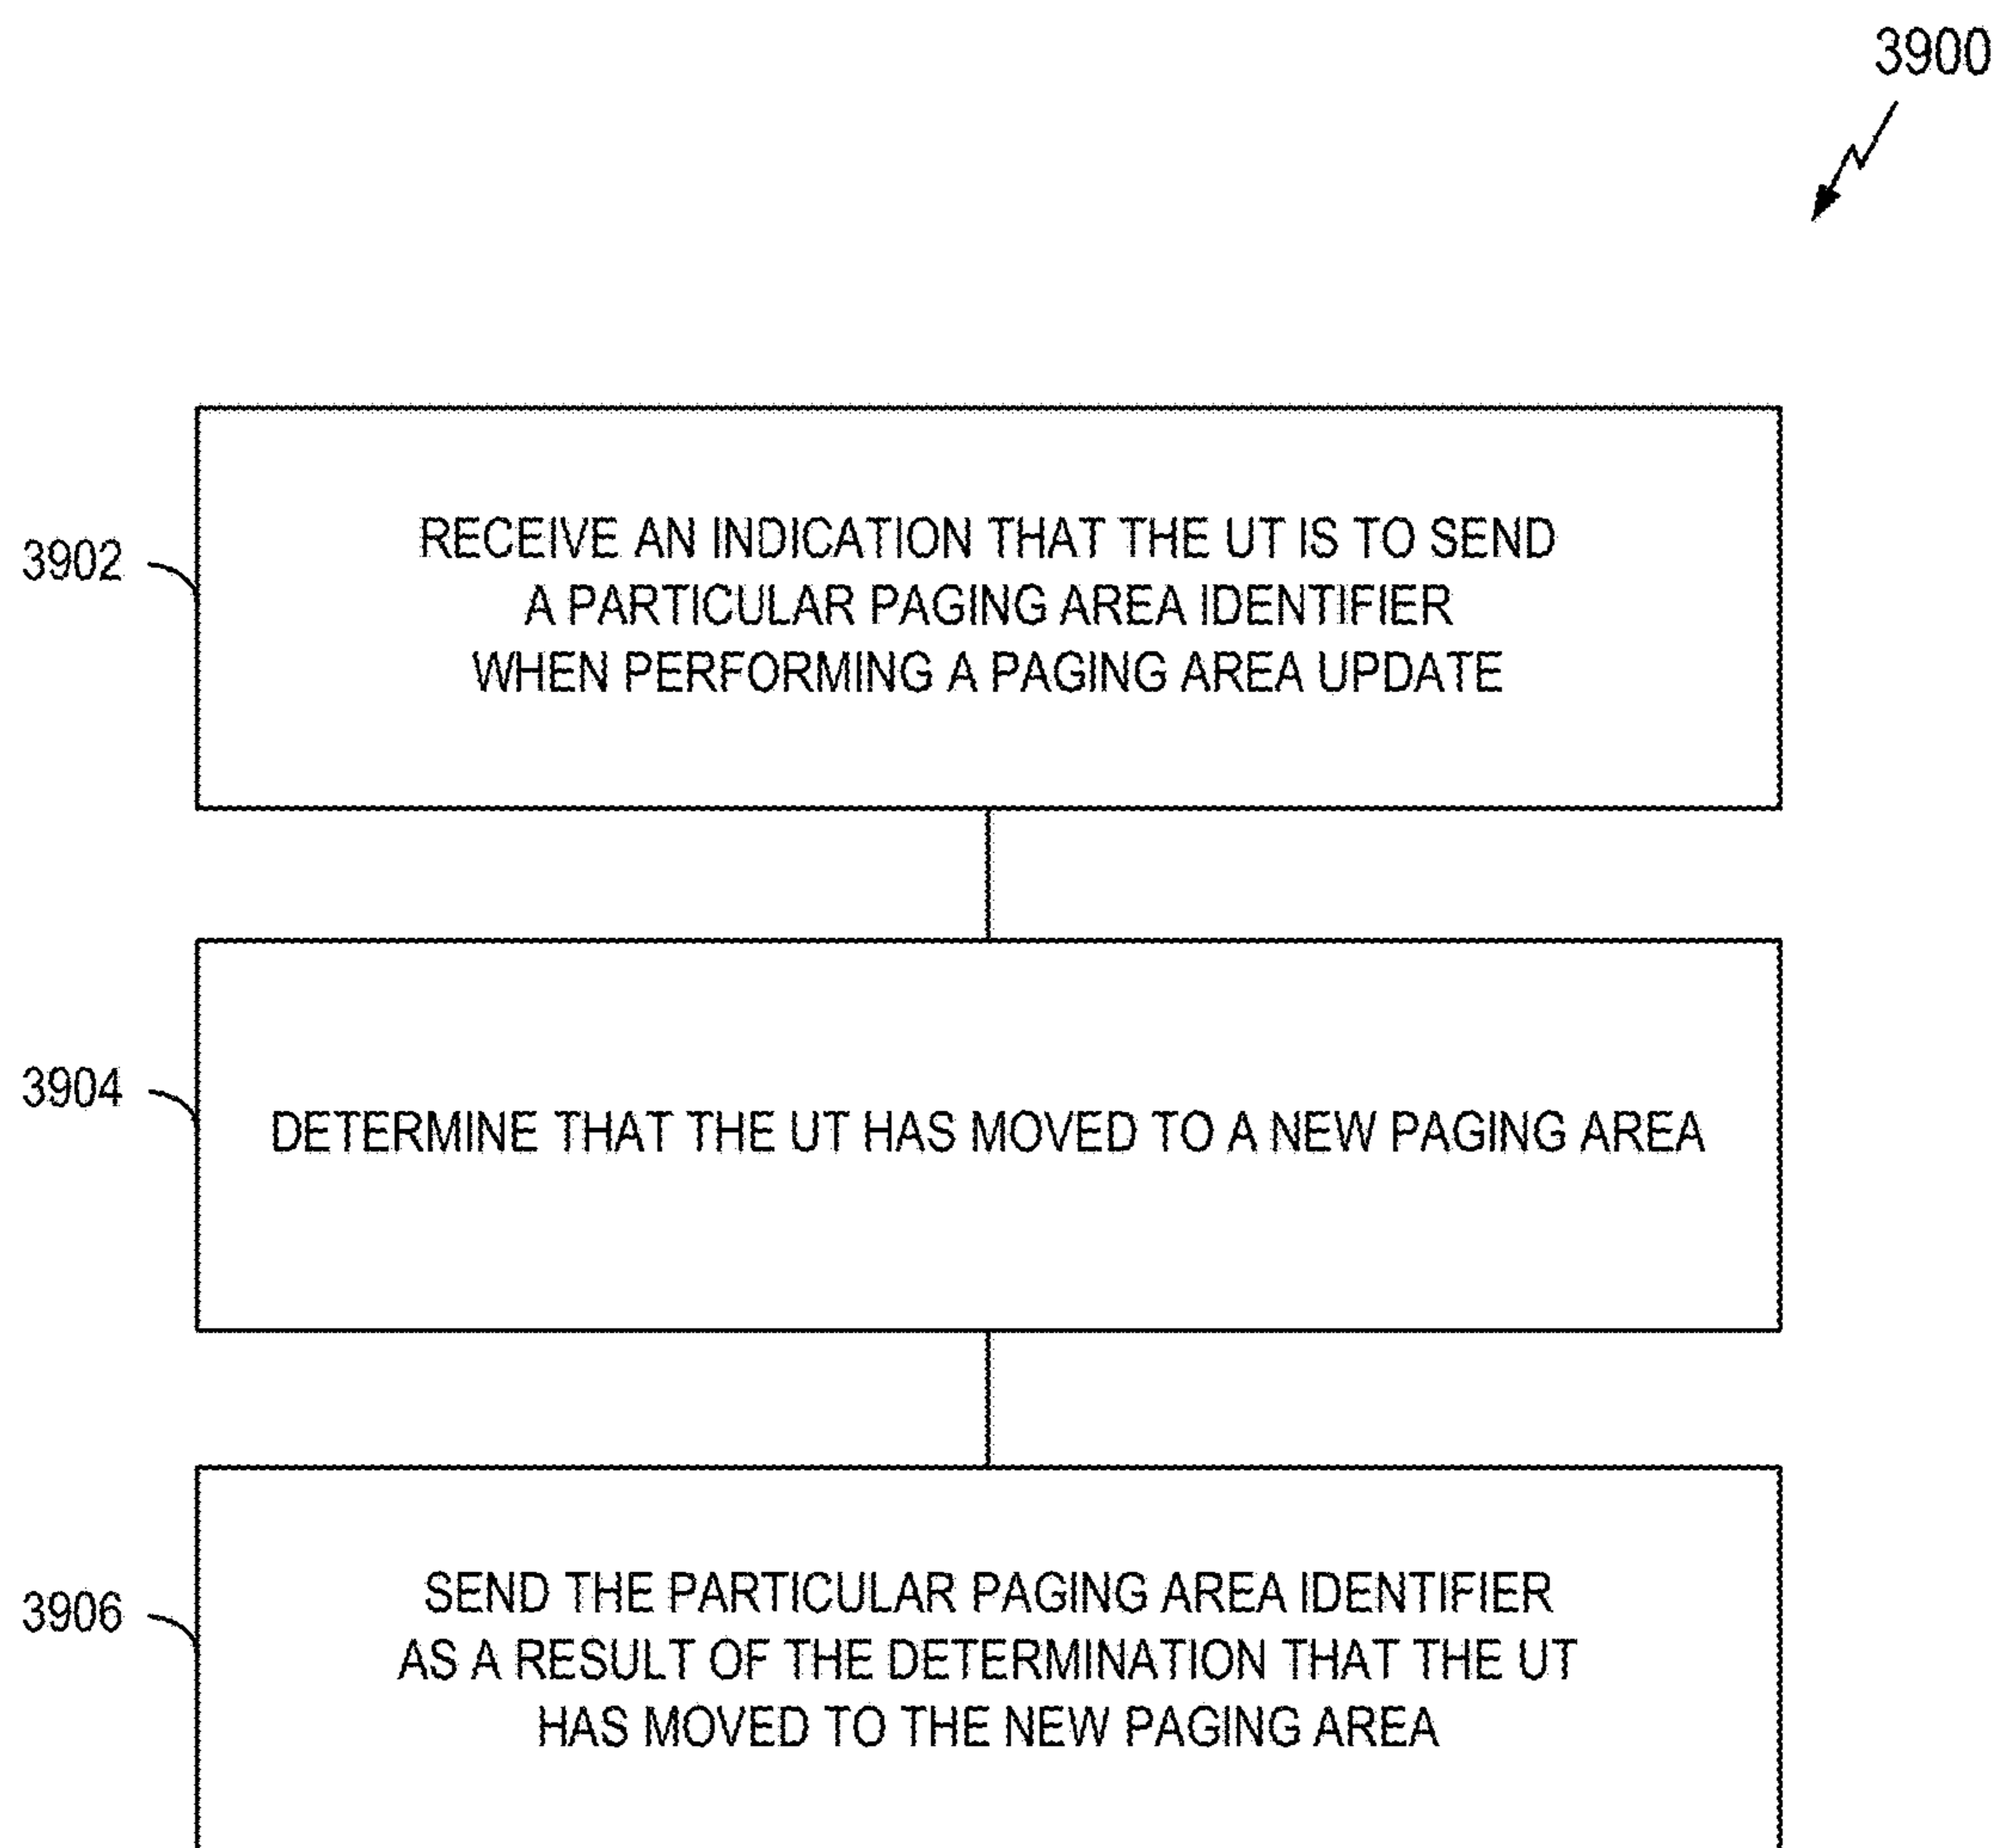 3900
3902
RECEIVE AN INDICATION THAT THE UT IS TO SEND
A PARTICULAR PAGING AREA IDENTIFIER
WHEN PERFORMING A PAGING AREA UPDATE
3904
DETERMINE THAT THE UT HAS MOVED TO A NEW PAGING AREA
3906
SEND THE PARTICULAR PAGING AREA IDENTIFIER
AS A RESULT OF THE DETERMINATION THAT THE UT
HAS MOVED TO THE NEW PAGING AREA